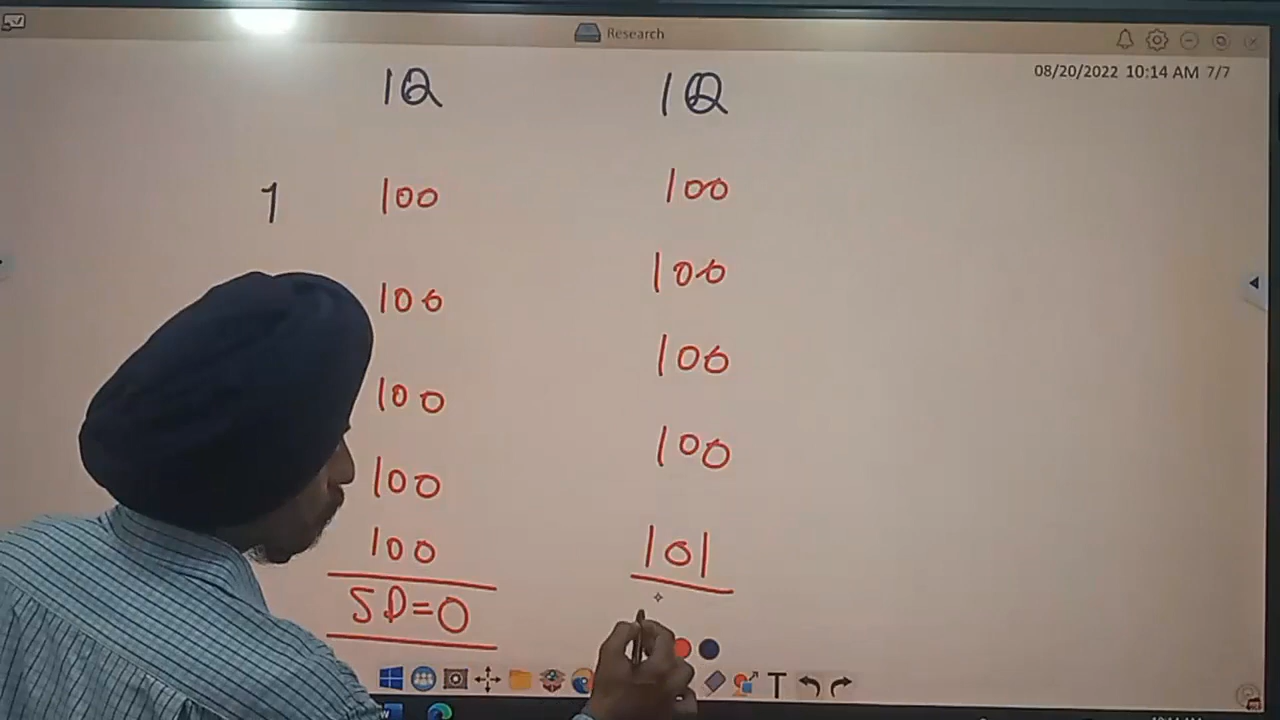 Research
08/20/2022 10:14 AM 7/7
IQ IQ
1 100 100
100 100
100 100
100 100
100 101
SD=0
T